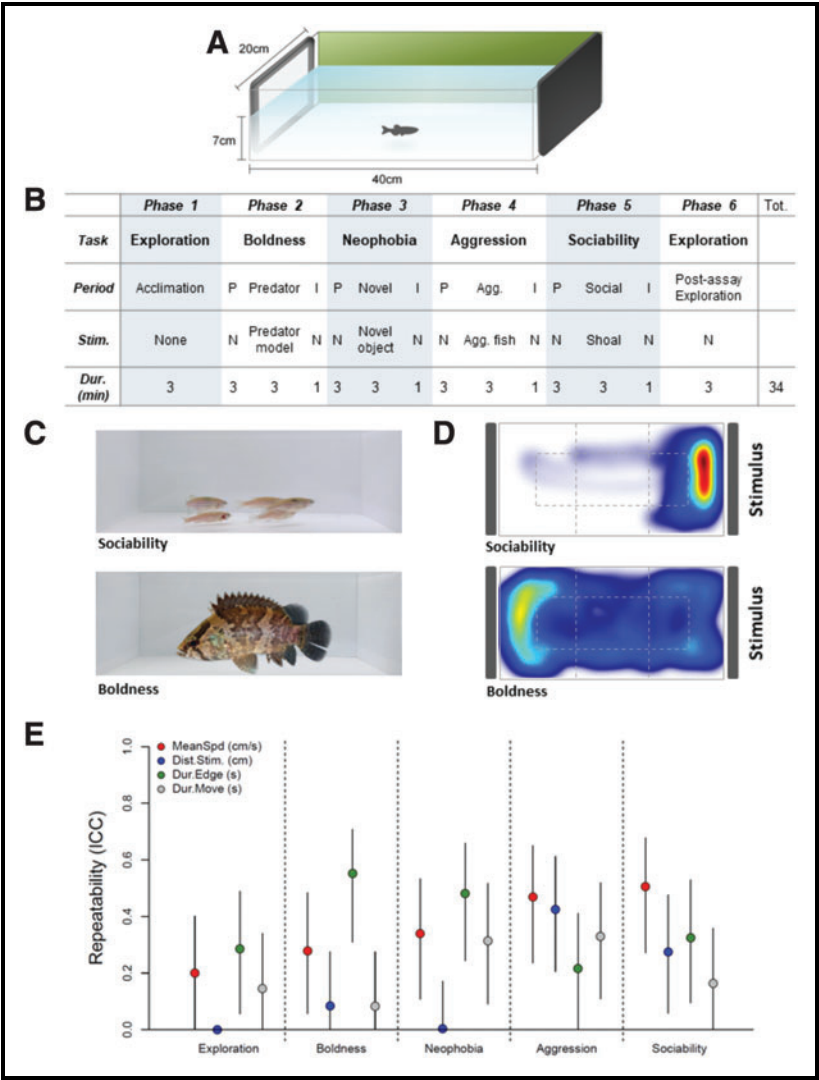 A
20cm
7cm
40cm
B
Phase 1 Phase 2 Phase 3 Phase 4 Phase 5 Phase 6 Tot.
Task Exploration Boldness Neophobia Aggression Sociability Exploration
Period Acclimation P Predator I P Novel I P Agg. I P Social I Post-assay Exploration
Stim. None N Predator model N N Novel object N N Agg. fish N N Shoal N N
Dur. (min) 3 3 3 1 3 3 1 3 3 1 3 3 1 3 34
C
Sociability
Boldness
D
Stimulus
Sociability
Stimulus
Boldness
E
MeanSpd (cm/s)
Dist.Stim. (cm)
Dur.Edge (s)
Dur.Move (s)
Repeatability (ICC)
1.0
0.8
0.6
0.4
0.2
0.0
Exploration Boldness Neophobia Aggression Sociability